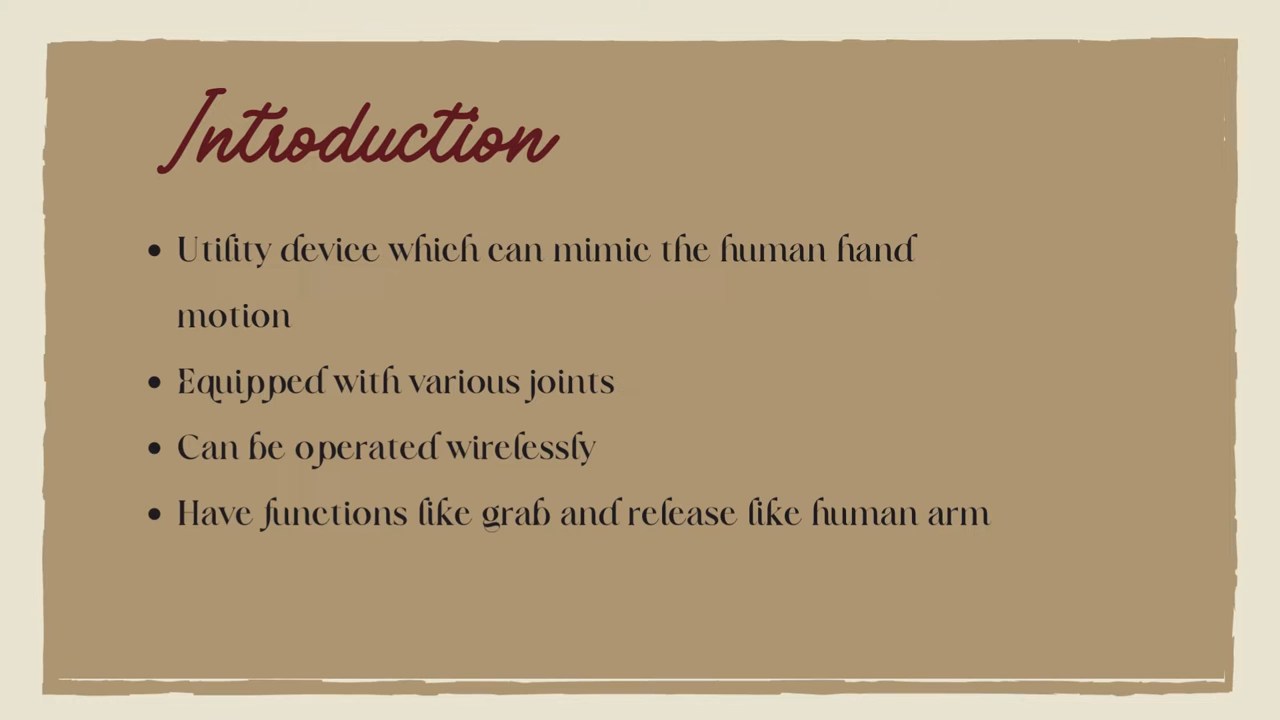 Introduction
• Utility device which can mimic the human hand
motion
• Equipped with various joints
• Can be operated wirelessly
• Have functions like grab and release like human arm